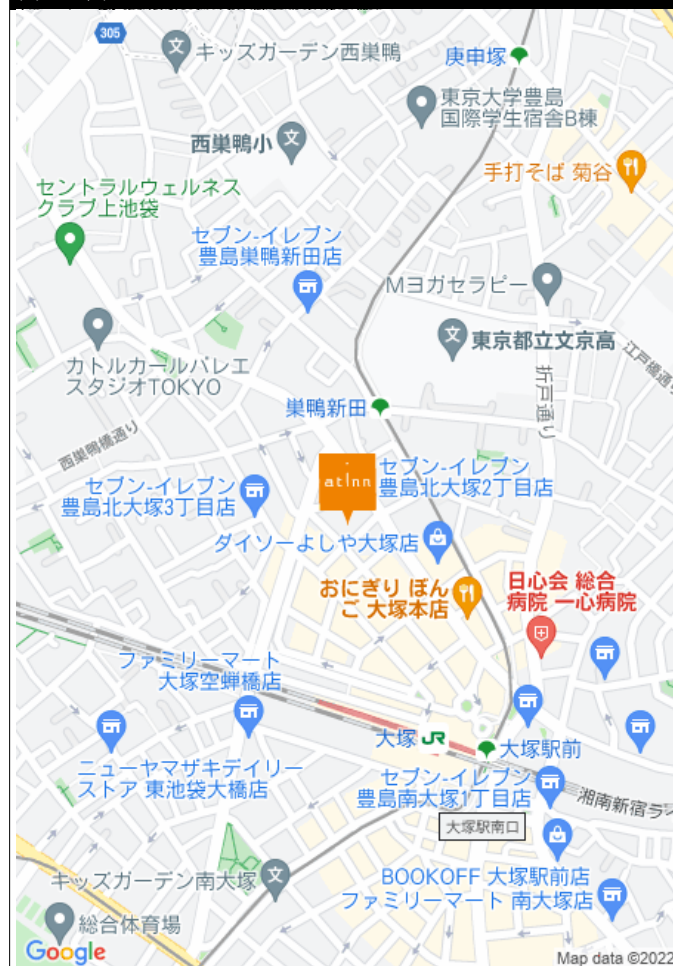 305
キッズガーデン西巣鴨
庚申塚
東京大学豊島
国際学生宿舎B棟
西巣鴨小
手打そば 菊谷
セントラルウェルネス
クラブ上池袋
セブン-イレブン
豊島巣鴨新田店
Mヨガセラピー
東京都立文京高
カトルカールバレエ
スタジオTOKYO
江戸橋通り
折戸通り
巣鴨新田
西巣鴨橋通り
atInn
セブン-イレブン
豊島北大塚2丁目店
セブン-イレブン
豊島北大塚3丁目店
ダイソーよしや大塚店
おにぎり ぼん
ご 大塚本店
日心会 総合
病院 一心病院
ファミリーマート
大塚空蝉橋店
大塚 JR
大塚駅前
ニューヤマザキデイリー
ストア 東池袋大橋店
セブン-イレブン
豊島南大塚1丁目店
湘南新宿ラ
大塚駅南口
BOOKOFF 大塚駅前店
キッズガーデン南大塚
ファミリーマート 南大塚店
総合体育場
Google
Map data ©2022